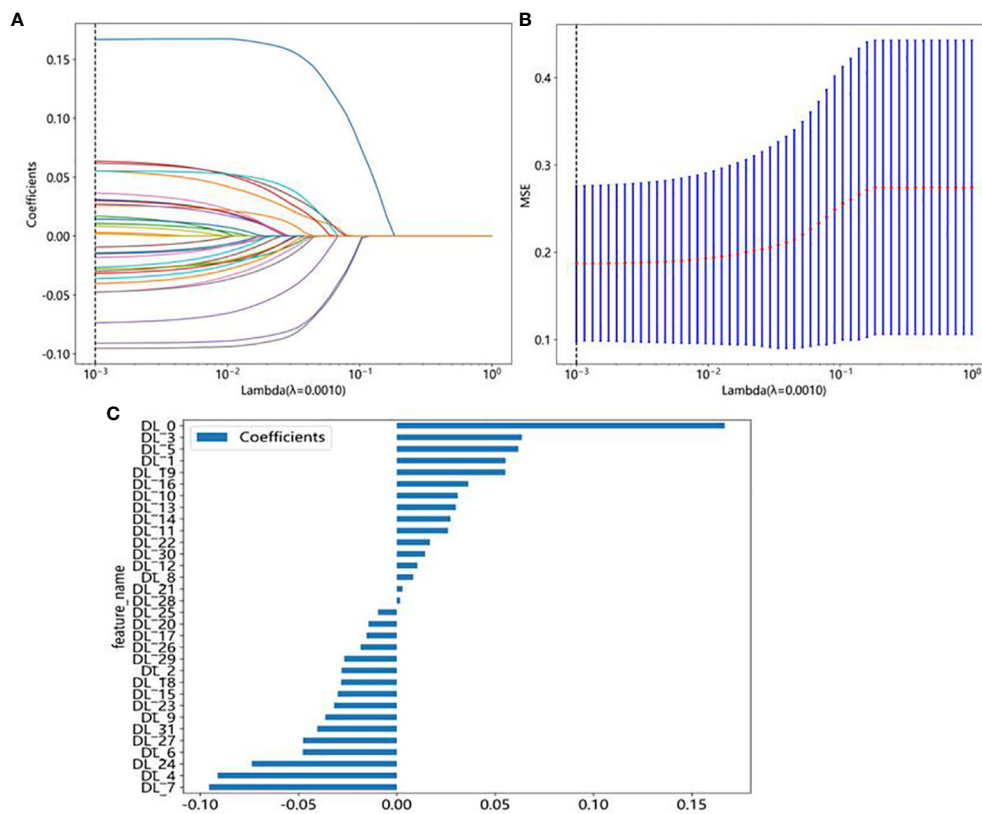 A
0.15
0.10
0.05
0.00
-0.05
-0.10
Coefficients
10⁻³
10⁻²
10⁻¹
10⁰
Lambda(λ=0.0010)
B
0.4
0.3
0.2
0.1
MSE
10⁻³
10⁻²
10⁻¹
10⁰
Lambda(λ=0.0010)
C
Coefficients
feature_name
DL_0
DL_3
DL_5
DL_1
DL_19
DL_16
DL_10
DL_13
DL_14
DL_11
DL_22
DL_30
DL_12
DL_8
DL_21
DL_28
DL_25
DL_20
DL_17
DL_26
DL_29
DL_2
DL_18
DL_15
DL_23
DL_9
DL_31
DL_27
DL_6
DL_24
DL_4
DL_7
-0.10
-0.05
0.00
0.05
0.10
0.15